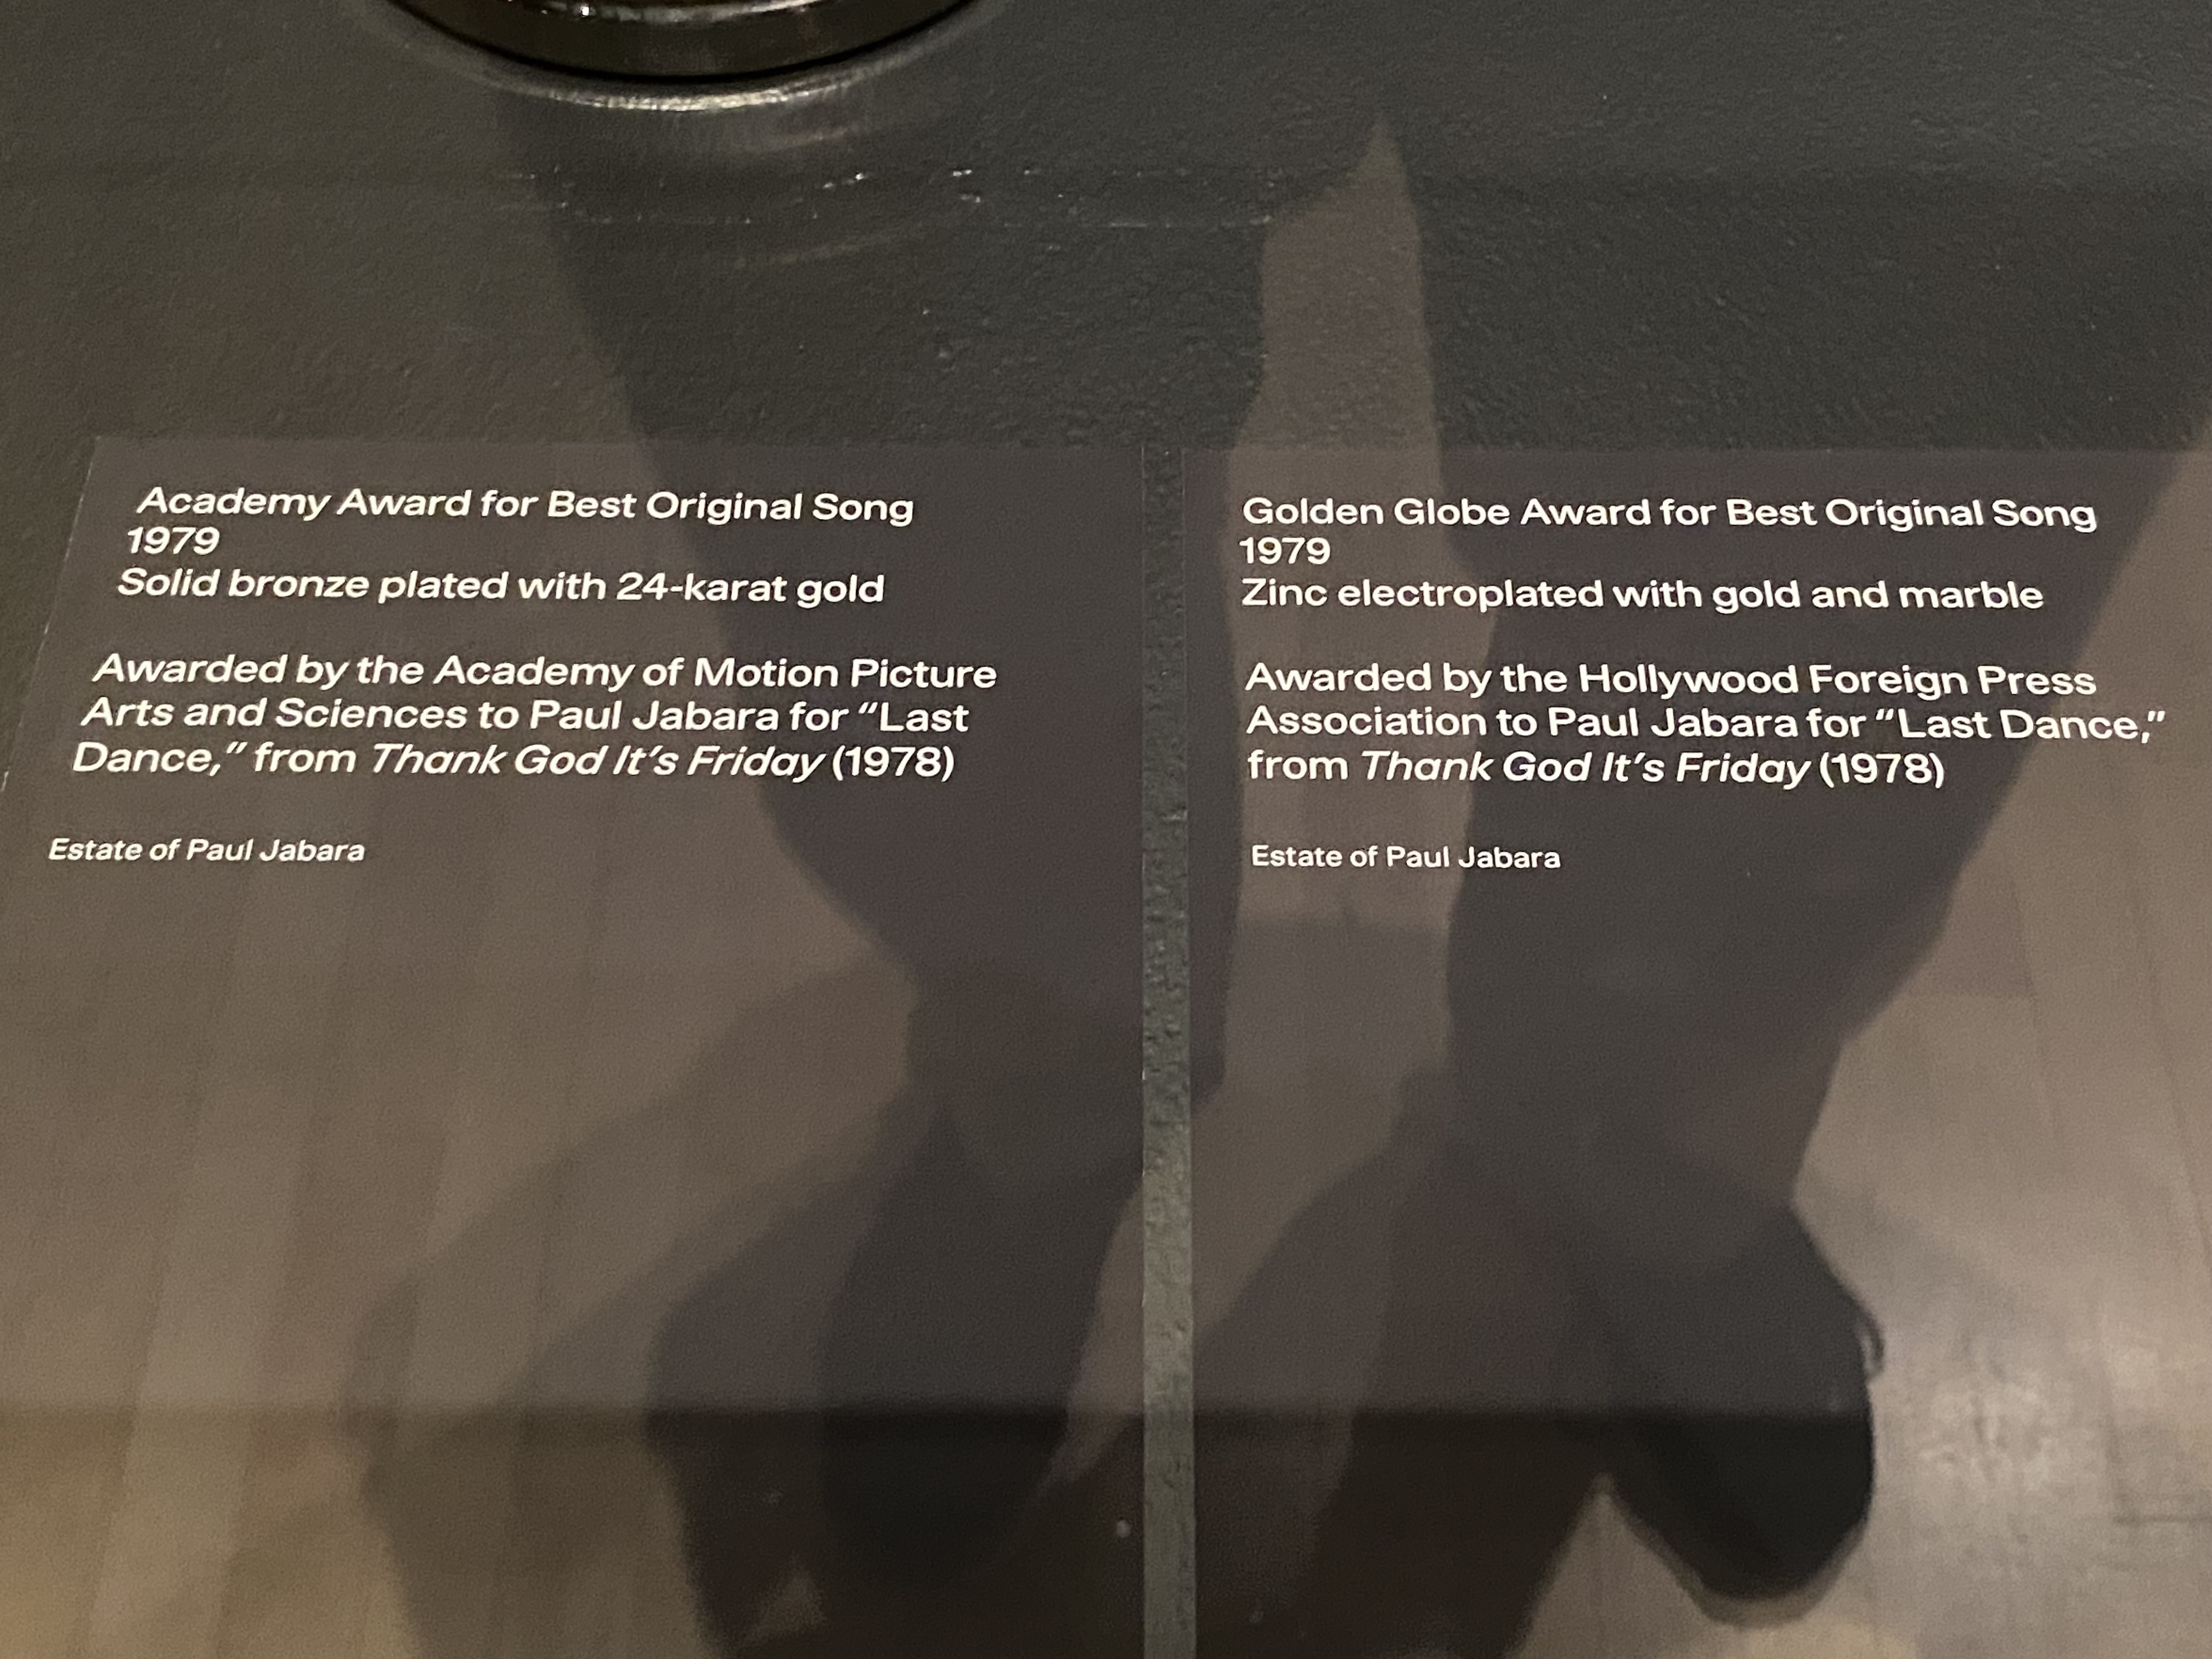 Academy Award for Best Original Song
1979
Solid bronze plated with 24-karat gold
Awarded by the Academy of Motion Picture
Arts and Sciences to Paul Jabara for “Last
Dance,” from Thank God It’s Friday (1978)
Estate of Paul Jabara
Golden Globe Award for Best Original Song
1979
Zinc electroplated with gold and marble
Awarded by the Hollywood Foreign Press
Association to Paul Jabara for “Last Dance,”
from Thank God It’s Friday (1978)
Estate of Paul Jabara